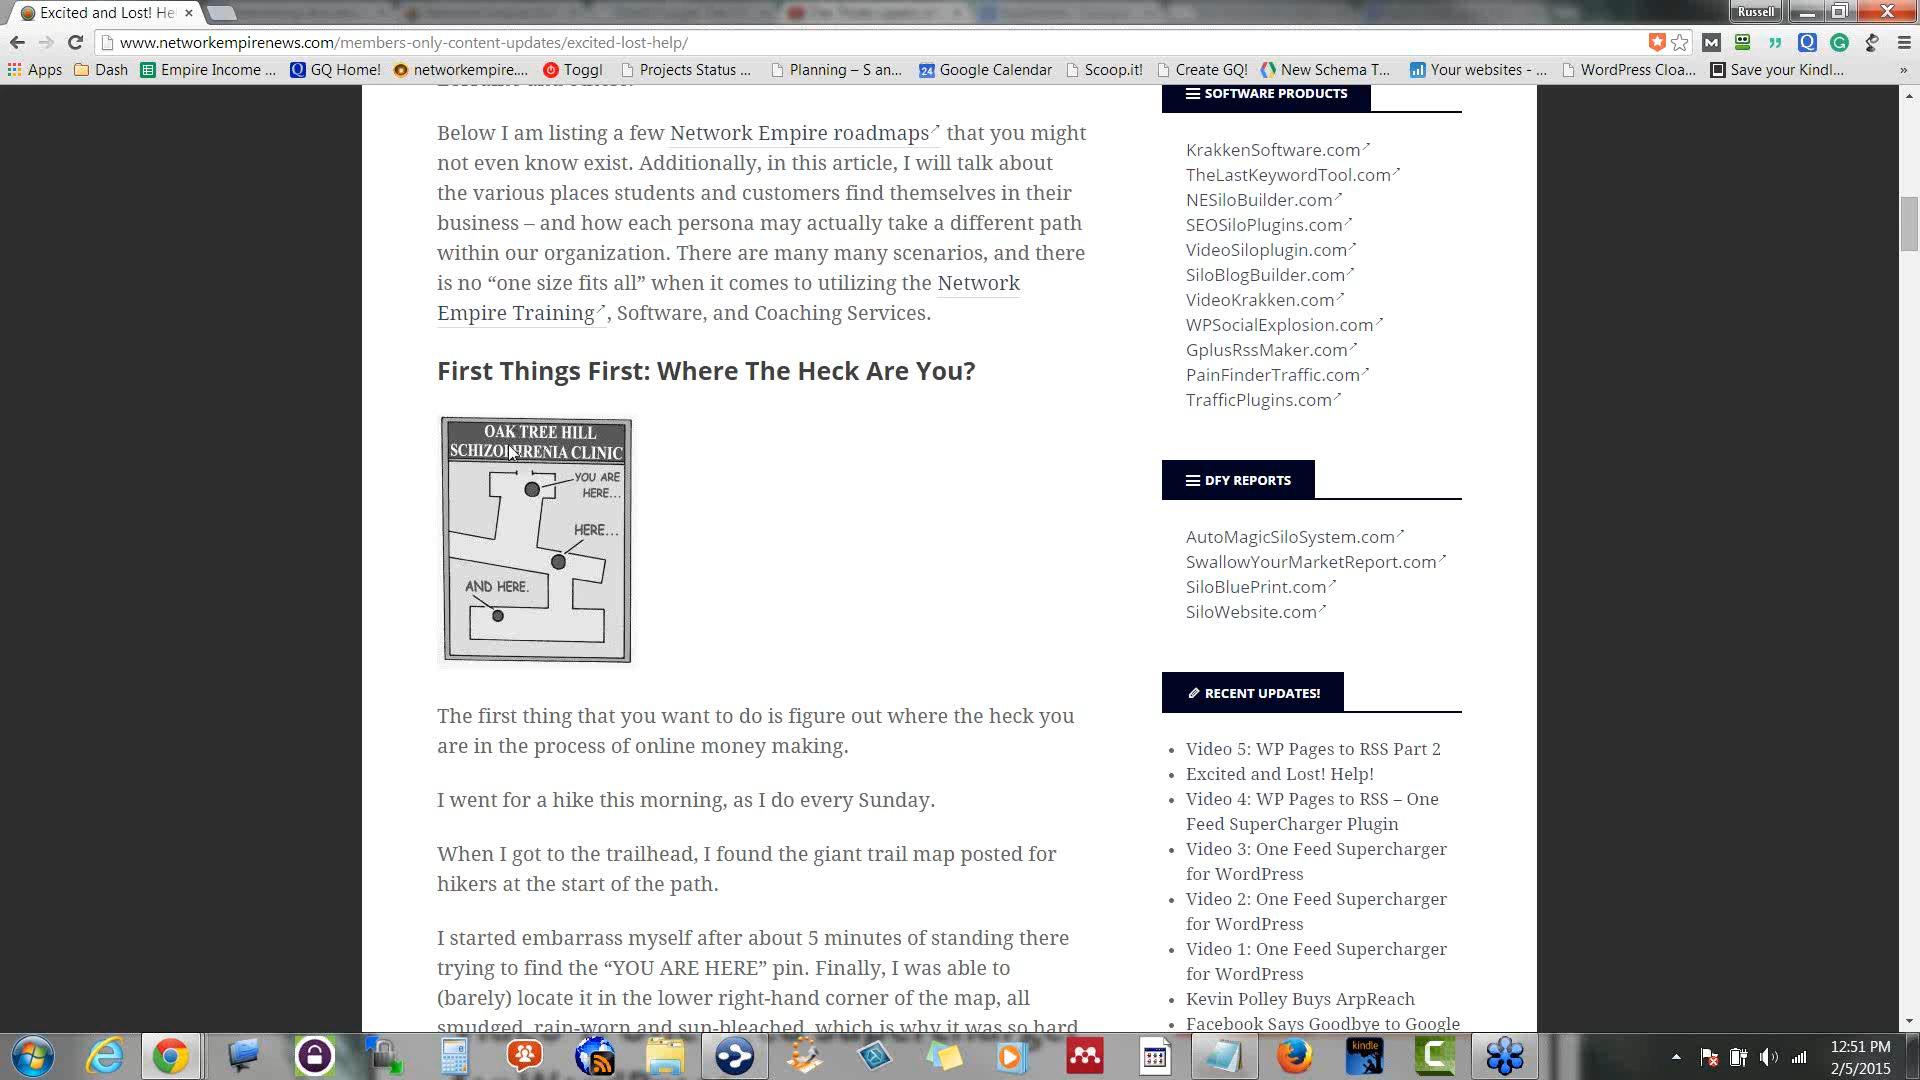 Excited and Lost! He
Russell
www.networkempirenews.com/members-only-content-updates/excited-lost-help/
Apps
Dash
Empire Income ...
GQ Home!
networkempire....
Toggl
Projects Status ...
Planning – S an...
Google Calendar
Scoop.it!
Create GQ!
New Schema T...
Your websites - ...
WordPress Cloa...
Save your Kindl...
»
Below I am listing a few Network Empire roadmaps that you might
not even know exist. Additionally, in this article, I will talk about
the various places students and customers find themselves in their
business – and how each persona may actually take a different path
within our organization. There are many many scenarios, and there
is no “one size fits all” when it comes to utilizing the Network
Empire Training, Software, and Coaching Services.
First Things First: Where The Heck Are You?
OAK TREE HILL
SCHIZOPHRENIA CLINIC
YOU ARE
HERE...
HERE...
AND HERE.
The first thing that you want to do is figure out where the heck you
are in the process of online money making.
I went for a hike this morning, as I do every Sunday.
When I got to the trailhead, I found the giant trail map posted for
hikers at the start of the path.
I started embarrass myself after about 5 minutes of standing there
trying to find the “YOU ARE HERE” pin. Finally, I was able to
(barely) locate it in the lower right-hand corner of the map, all
smudged, rain-worn and sun-bleached, which is why it was so hard
SOFTWARE PRODUCTS
KrakkenSoftware.com
TheLastKeywordTool.com
NESiloBuilder.com
SEOSiloPlugins.com
VideoSiloplugin.com
SiloBlogBuilder.com
VideoKrakken.com
WPSocialExplosion.com
GplusRssMaker.com
PainFinderTraffic.com
TrafficPlugins.com
DFY REPORTS
AutoMagicSiloSystem.com
SwallowYourMarketReport.com
SiloBluePrint.com
SiloWebsite.com
RECENT UPDATES!
Video 5: WP Pages to RSS Part 2
Excited and Lost! Help!
Video 4: WP Pages to RSS – One
Feed SuperCharger Plugin
Video 3: One Feed Supercharger
for WordPress
Video 2: One Feed Supercharger
for WordPress
Video 1: One Feed Supercharger
for WordPress
Kevin Polley Buys ArpReach
Facebook Says Goodbye to Google
kindle
12:51 PM
2/5/2015